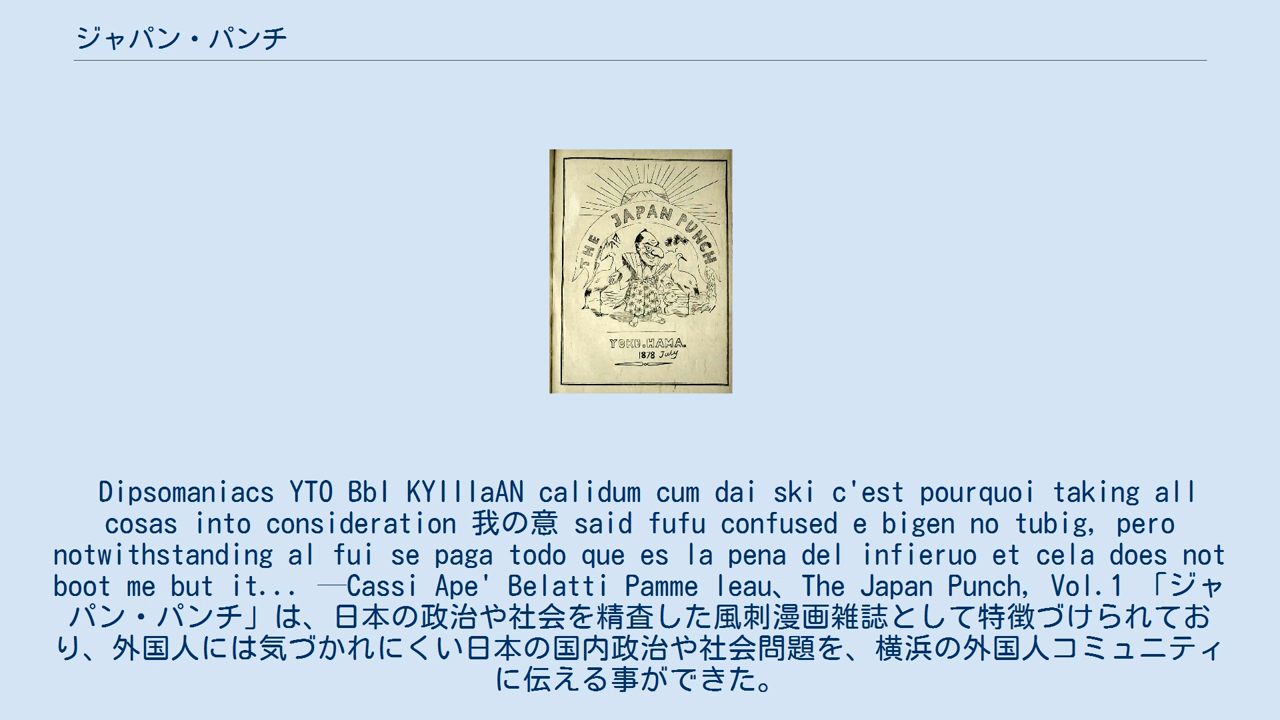 ジャパン・パンチ
THE JAPAN PUNCH
YOKO.HAMA.
1878 July
Dipsomaniacs YTO BbI KYIIIaAN calidum cum dai ski c'est pourquoi taking all
cosas into consideration 我の意 said fufu confused e bigen no tubig, pero
notwithstanding al fui se paga todo que es la pena del infieruo et cela does not
boot me but it... ―Cassi Ape' Belatti Pamme leau、The Japan Punch, Vol.1 「ジャ
パン・パンチ」は、日本の政治や社会を精査した風刺漫画雑誌として特徴づけられてお
り、外国人には気づかれにくい日本の国内政治や社会問題を、横浜の外国人コミュニティ
に伝える事ができた。